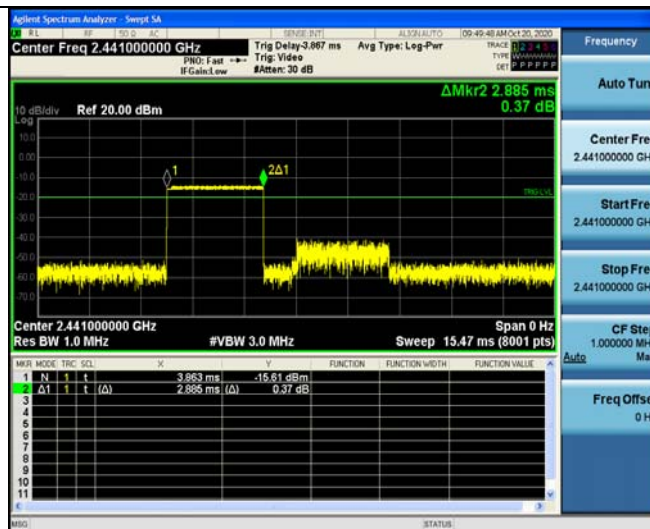 Agilent Spectrum Analyzer - Swept SA
RL RF 50 Ω AC SENSE:INT ALIGN AUTO 09:49:48 AM Oct 20, 2020
Center Freq 2.441000000 GHz
PNO: Fast
IFGain:Low
Trig Delay-3.867 ms
Trig: Video
#Atten: 30 dB
Avg Type: Log-Pwr
TRACE 1 2 3 4 5 6
TYPE
DET P P P P P P
ΔMkr2 2.885 ms
0.37 dB
10 dB/div
Log
Ref 20.00 dBm
10.0
0.00
-10.0
-20.0
-30.0
-40.0
-50.0
-60.0
-70.0
1
2Δ1
TRIG LVL
Center 2.441000000 GHz
Span 0 Hz
Res BW 1.0 MHz
#VBW 3.0 MHz
Sweep 15.47 ms (8001 pts)
MKR MODE TRC SCL X Y FUNCTION FUNCTION WIDTH FUNCTION VALUE
1 N 1 t 3.863 ms -15.61 dBm
2 Δ1 1 t (Δ) 2.885 ms (Δ) 0.37 dB
3
4
5
6
7
8
9
10
11
MSG
STATUS
Frequency
Auto Tun
Center Fre
2.441000000 GH
Start Fre
2.441000000 GH
Stop Fre
2.441000000 GH
CF Ste
1.000000 MH
Auto Ma
Freq Offse
0 H